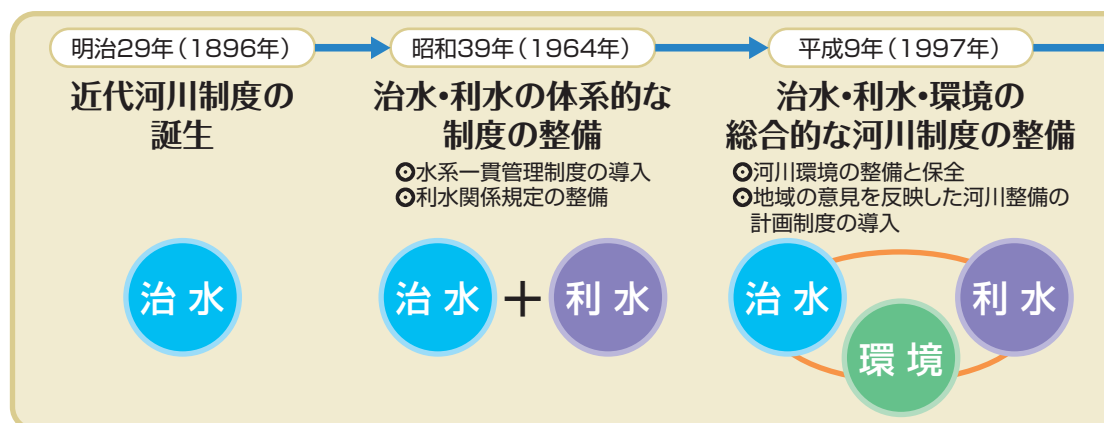 明治29年（1896年）
近代河川制度の
誕生
治水
昭和39年（1964年）
治水・利水の体系的な
制度の整備
⦿水系一貫管理制度の導入
⦿利水関係規定の整備
治水＋利水
平成9年（1997年）
治水・利水・環境の
総合的な河川制度の整備
⦿河川環境の整備と保全
⦿地域の意見を反映した河川整備の
計画制度の導入
治水
利水
環境